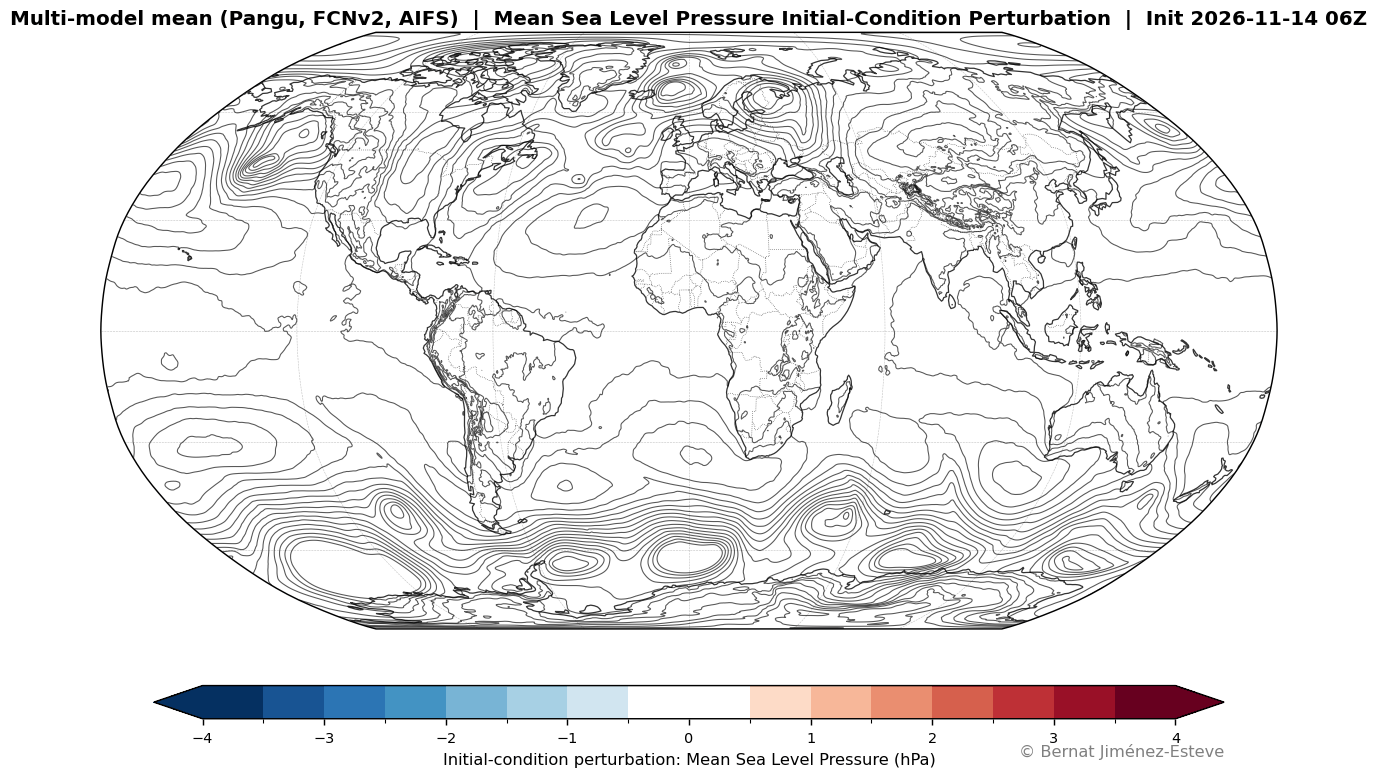 Multi-model mean (Pangu, FCNv2, AIFS)  |  Mean Sea Level Pressure Initial-Condition Perturbation  |  Init 2026-11-14 06Z
−4 −3 −2 −1 0 1 2 3 4
Initial-condition perturbation: Mean Sea Level Pressure (hPa)
© Bernat Jiménez-Esteve